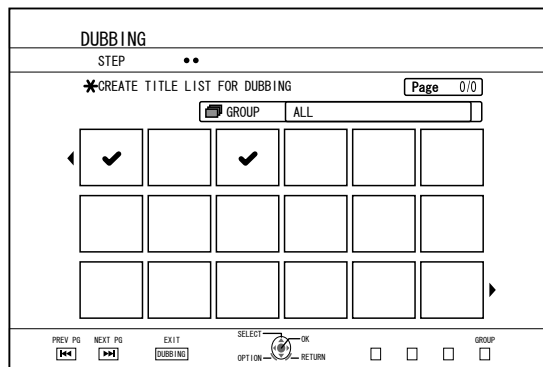 DUBBING
STEP
CREATE TITLE LIST FOR DUBBING
Page 0/0
GROUP ALL
PREV PG NEXT PG EXIT SELECT OK GROUP
DUBBING OPTION RETURN